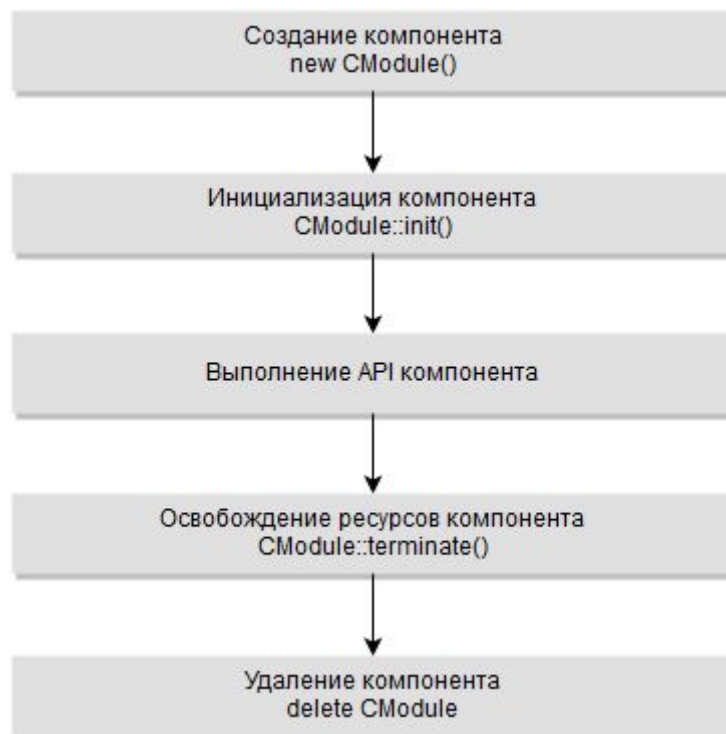 Создание компонента
new CModule()
Инициализация компонента
CModule::init()
Выполнение API компонента
Освобождение ресурсов компонента
CModule::terminate()
Удаление компонента
delete CModule